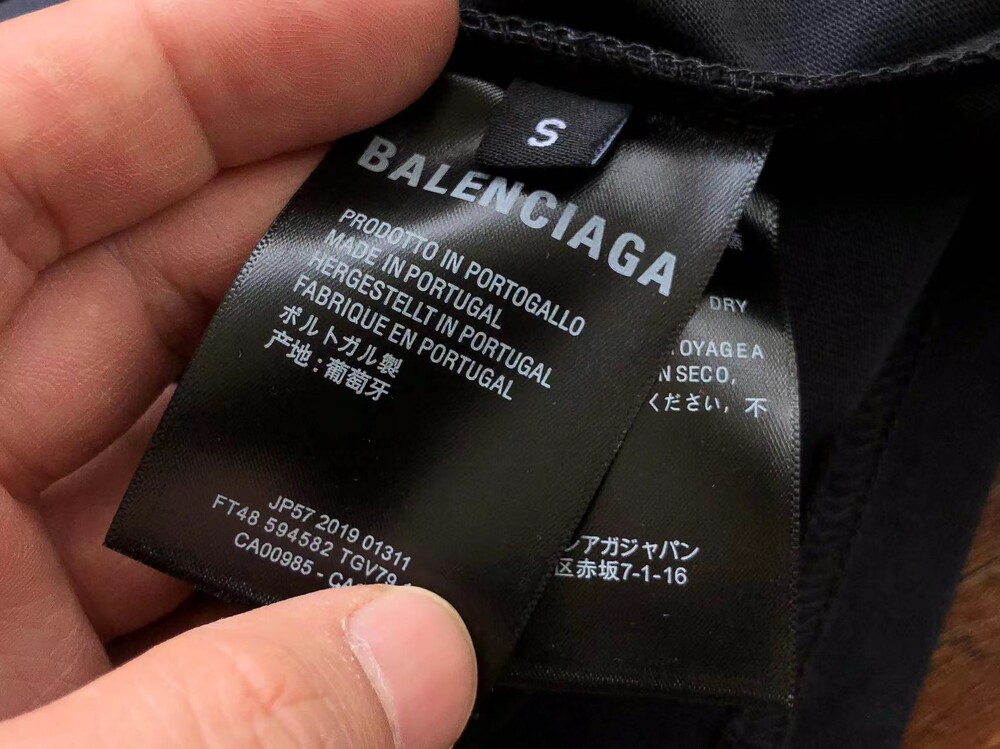 S
BALENCIAGA
PRODOTTO IN PORTOGALLO
MADE IN PORTUGAL
HERGESTELLT IN PORTUGAL
FABRIQUE EN PORTUGAL
ポルトガル製
产地:葡萄牙
JP57 2019 01311
FT48 594582 TGV79
CA00985 -
DRY
OYAGE A
N SECO,
ください, 不
アガジャパン
区赤坂7-1-16